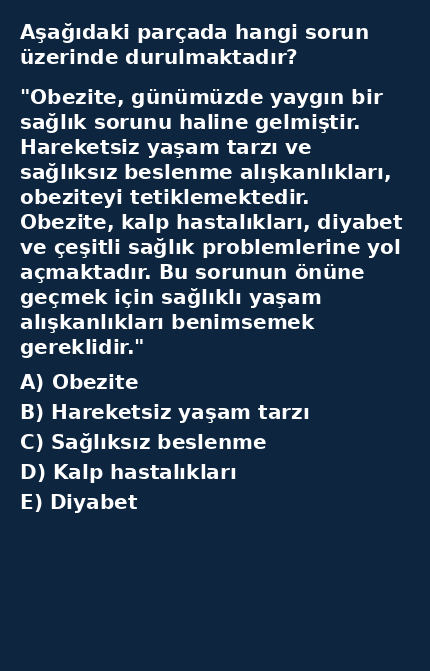 Aşağıdaki parçada hangi sorun
üzerinde durulmaktadır?
"Obezite, günümüzde yaygın bir
sağlık sorunu haline gelmiştir.
Hareketsiz yaşam tarzı ve
sağlıksız beslenme alışkanlıkları,
obeziteyi tetiklemektedir.
Obezite, kalp hastalıkları, diyabet
ve çeşitli sağlık problemlerine yol
açmaktadır. Bu sorunun önüne
geçmek için sağlıklı yaşam
alışkanlıkları benimsemek
gereklidir."
A) Obezite
B) Hareketsiz yaşam tarzı
C) Sağlıksız beslenme
D) Kalp hastalıkları
E) Diyabet